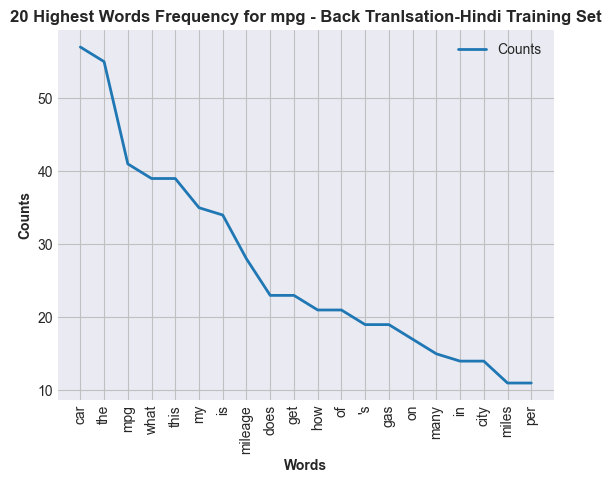 20 Highest Words Frequency for mpg - Back Tranlsation-Hindi Training Set
Counts
50
40
30
20
10
Counts
car
the
mpg
what
this
my
is
mileage
does
get
how
of
's
gas
on
many
in
city
miles
per
Words